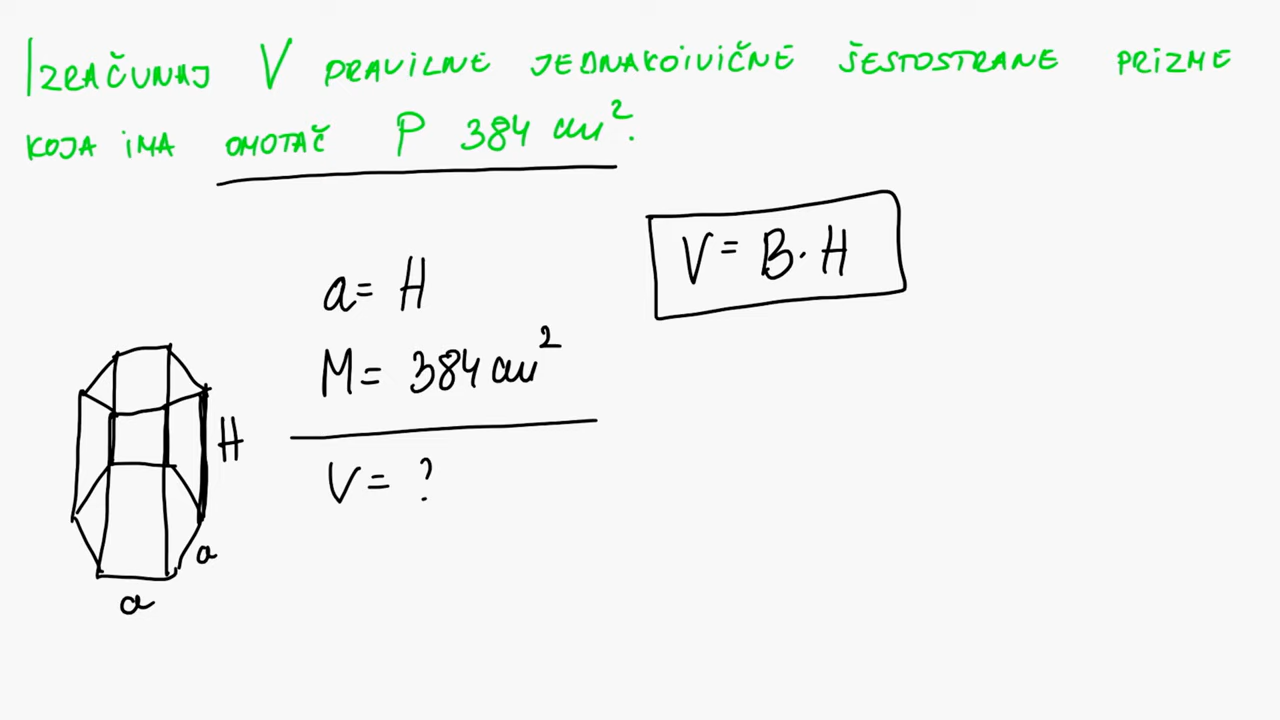 IZRAČUNAJ V PRAVILNE JEDNAKOIVIČNE ŠESTOSTRANE PRIZME
KOJA IMA OMOTAČ P 384 cm².
V = B · H
a = H
M = 384 cm²
V = ?
H
a
a